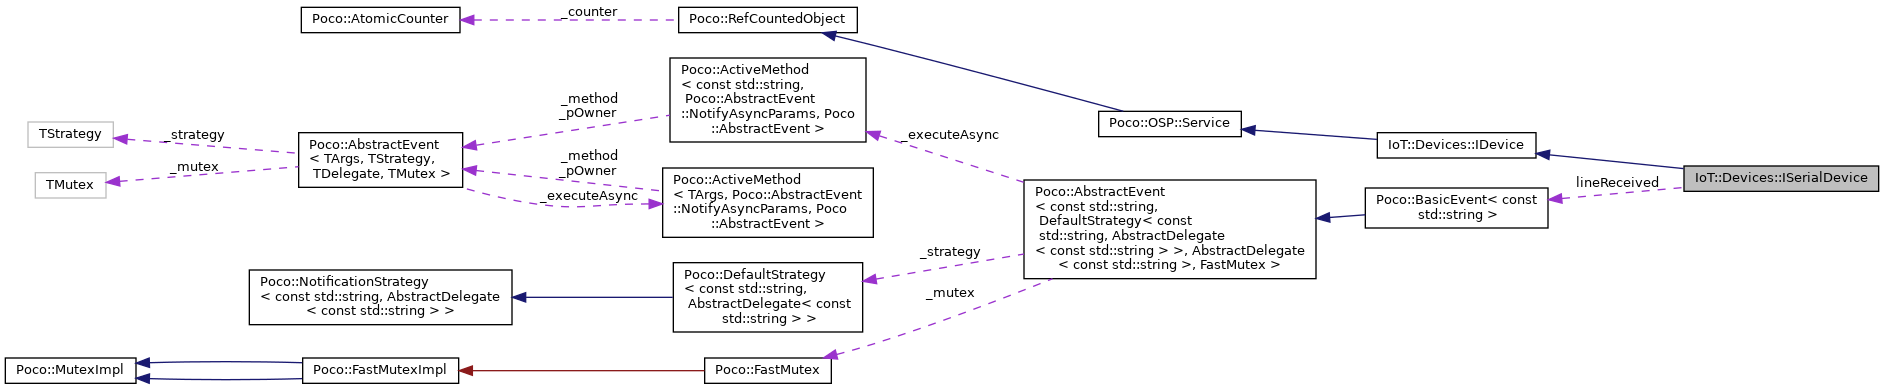 Poco::AtomicCounter
_counter
Poco::RefCountedObject
Poco::ActiveMethod
< const std::string,
Poco::AbstractEvent
::NotifyAsyncParams, Poco
::AbstractEvent >
_method
_pOwner
TStrategy
_strategy
TMutex
_mutex
Poco::AbstractEvent
< TArgs, TStrategy,
TDelegate, TMutex >
_method
_pOwner
_executeAsync
Poco::ActiveMethod
< TArgs, Poco::AbstractEvent
::NotifyAsyncParams, Poco
::AbstractEvent >
_executeAsync
Poco::OSP::Service
IoT::Devices::IDevice
IoT::Devices::ISerialDevice
lineReceived
Poco::BasicEvent< const
std::string >
Poco::AbstractEvent
< const std::string,
DefaultStrategy< const
std::string, AbstractDelegate
< const std::string > >, AbstractDelegate
< const std::string >, FastMutex >
_strategy
_mutex
Poco::NotificationStrategy
< const std::string, AbstractDelegate
< const std::string > >
Poco::DefaultStrategy
< const std::string,
AbstractDelegate< const
std::string > >
Poco::MutexImpl
Poco::FastMutexImpl
Poco::FastMutex